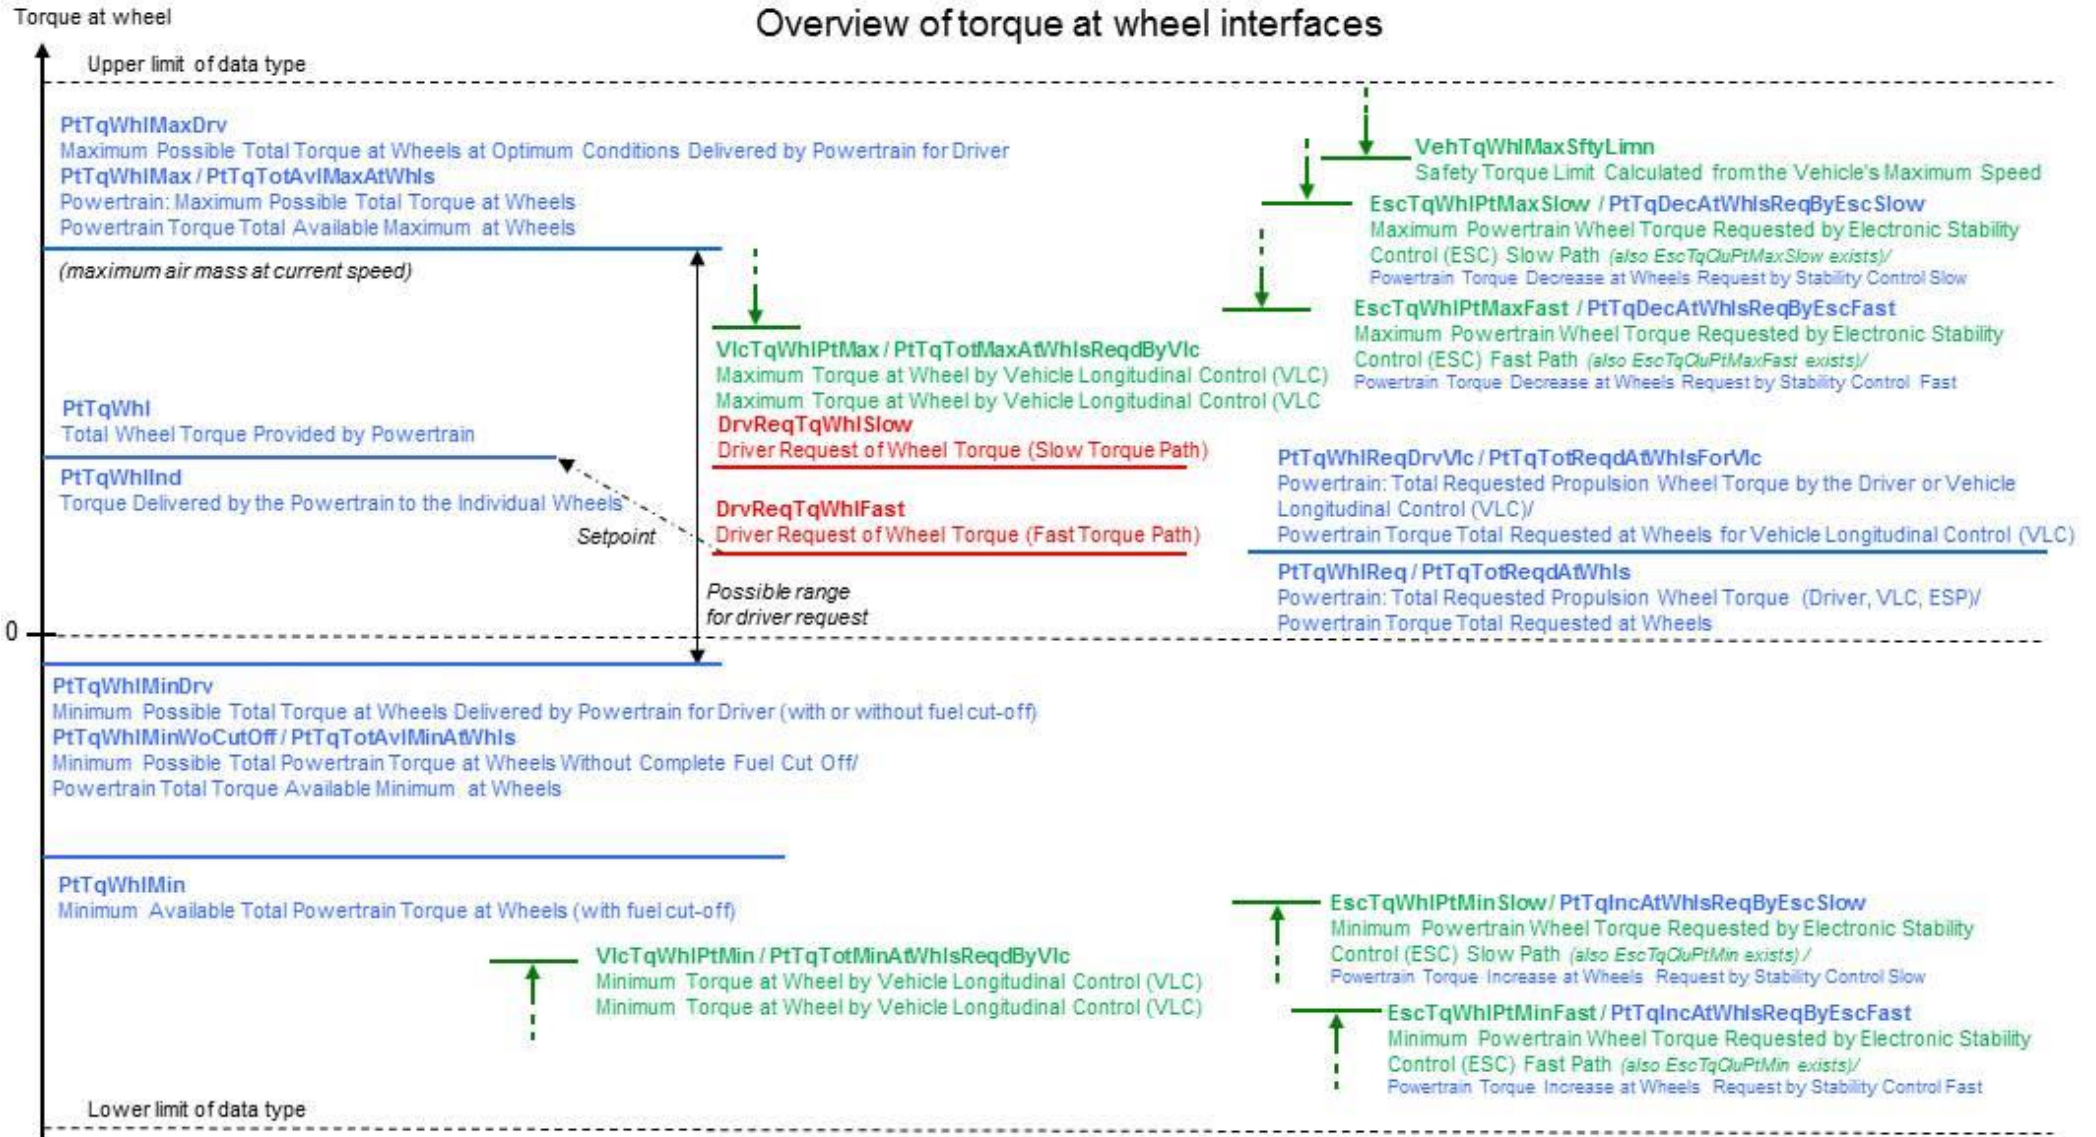 Torque at wheel
Overview of torque at wheel interfaces
Upper limit of data type
PtTqWhlMaxDrv
Maximum Possible Total Torque at Wheels at Optimum Conditions Delivered by Powertrain for Driver
PtTqWhlMax / PtTqTotAvlMaxAtWhls
Powertrain: Maximum Possible Total Torque at Wheels
Powertrain Torque Total Available Maximum at Wheels
(maximum air mass at current speed)
VehTqWhlMaxSftyLimn
Safety Torque Limit Calculated from the Vehicle's Maximum Speed
EscTqWhlPtMaxSlow / PtTqDecAtWhlsReqByEscSlow
Maximum Powertrain Wheel Torque Requested by Electronic Stability
Control (ESC) Slow Path (also EscTqCluPtMaxSlow exists)/
Powertrain Torque Decrease at Wheels Request by Stability Control Slow
EscTqWhlPtMaxFast / PtTqDecAtWhlsReqByEscFast
Maximum Powertrain Wheel Torque Requested by Electronic Stability
Control (ESC) Fast Path (also EscTqCluPtMaxFast exists)/
Powertrain Torque Decrease at Wheels Request by Stability Control Fast
VlcTqWhlPtMax / PtTqTotMaxAtWhlsReqdByVlc
Maximum Torque at Wheel by Vehicle Longitudinal Control (VLC)
Maximum Torque at Wheel by Vehicle Longitudinal Control (VLC
DrvReqTqWhlSlow
Driver Request of Wheel Torque (Slow Torque Path)
PtTqWhl
Total Wheel Torque Provided by Powertrain
PtTqWhlInd
Torque Delivered by the Powertrain to the Individual Wheels
Setpoint
DrvReqTqWhlFast
Driver Request of Wheel Torque (Fast Torque Path)
PtTqWhlReqDrvVlc / PtTqTotReqdAtWhlsForVlc
Powertrain: Total Requested Propulsion Wheel Torque by the Driver or Vehicle
Longitudinal Control (VLC)/
Powertrain Torque Total Requested at Wheels for Vehicle Longitudinal Control (VLC)
PtTqWhlReq / PtTqTotReqdAtWhls
Powertrain: Total Requested Propulsion Wheel Torque (Driver, VLC, ESP)/
Powertrain Torque Total Requested at Wheels
Possible range
for driver request
0
PtTqWhlMinDrv
Minimum Possible Total Torque at Wheels Delivered by Powertrain for Driver (with or without fuel cut-off)
PtTqWhlMinWoCutOff / PtTqTotAvlMinAtWhls
Minimum Possible Total Powertrain Torque at Wheels Without Complete Fuel Cut Off/
Powertrain Total Torque Available Minimum at Wheels
PtTqWhlMin
Minimum Available Total Powertrain Torque at Wheels (with fuel cut-off)
VlcTqWhlPtMin / PtTqTotMinAtWhlsReqdByVlc
Minimum Torque at Wheel by Vehicle Longitudinal Control (VLC)
Minimum Torque at Wheel by Vehicle Longitudinal Control (VLC)
EscTqWhlPtMinSlow/ PtTqIncAtWhlsReqByEscSlow
Minimum Powertrain Wheel Torque Requested by Electronic Stability
Control (ESC) Slow Path (also EscTqCluPtMin exists) /
Powertrain Torque Increase at Wheels Request by Stability Control Slow
EscTqWhlPtMinFast / PtTqIncAtWhlsReqByEscFast
Minimum Powertrain Wheel Torque Requested by Electronic Stability
Control (ESC) Fast Path (also EscTqCluPtMin exists)/
Powertrain Torque Increase at Wheels Request by Stability Control Fast
Lower limit of data type